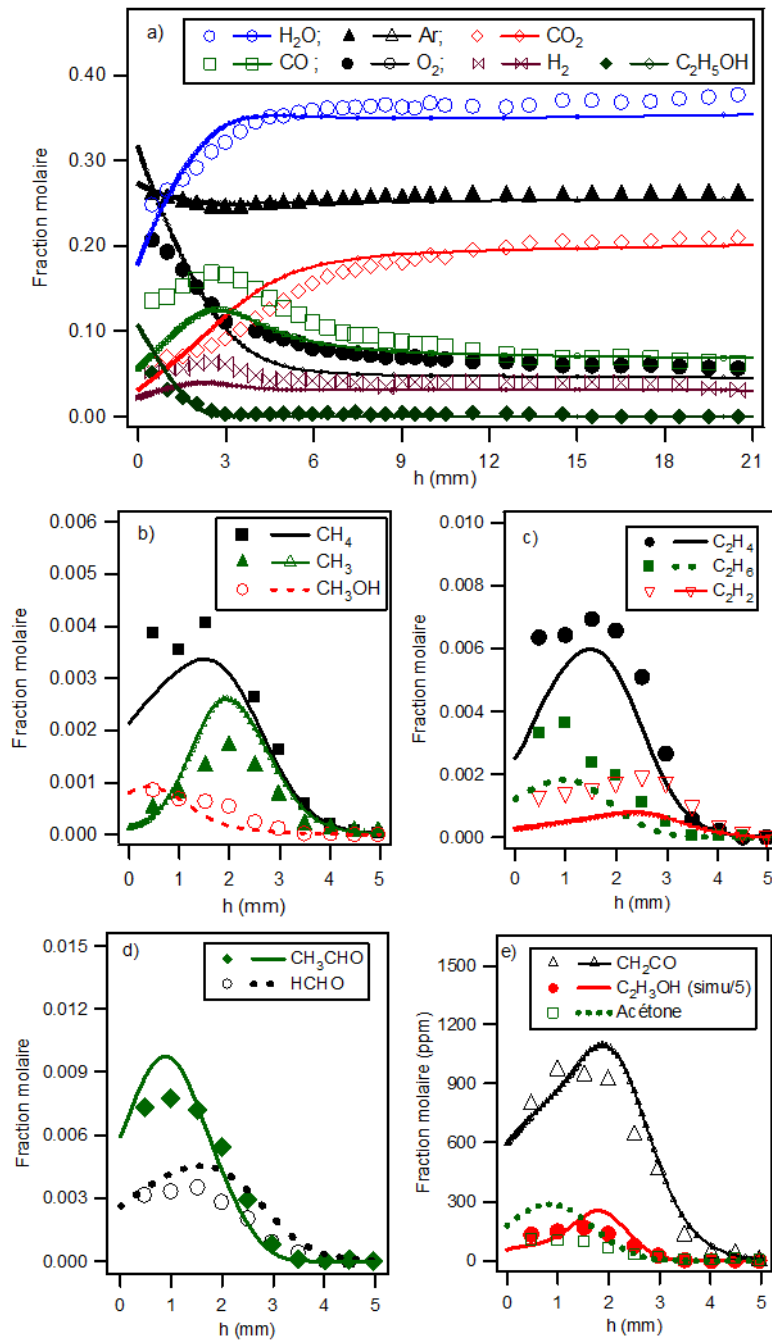 a)
H₂O; Ar; CO₂
CO ; O₂; H₂ C₂H₅OH
0.40
0.30
0.20
0.10
0.00
Fraction molaire
0 3 6 9 12 15 18 21
h (mm)
b)
CH₄
CH₃
CH₃OH
0.006
0.005
0.004
0.003
0.002
0.001
0.000
Fraction molaire
0 1 2 3 4 5
h (mm)
c)
C₂H₄
C₂H₆
C₂H₂
0.010
0.008
0.006
0.004
0.002
0.000
Fraction molaire
0 1 2 3 4 5
h (mm)
d)
CH₃CHO
HCHO
0.015
0.012
0.009
0.006
0.003
0.000
Fraction molaire
0 1 2 3 4 5
h (mm)
e)
CH₂CO
C₂H₃OH (simu/5)
Acétone
1500
1200
900
600
300
0
Fraction molaire (ppm)
0 1 2 3 4 5
h (mm)